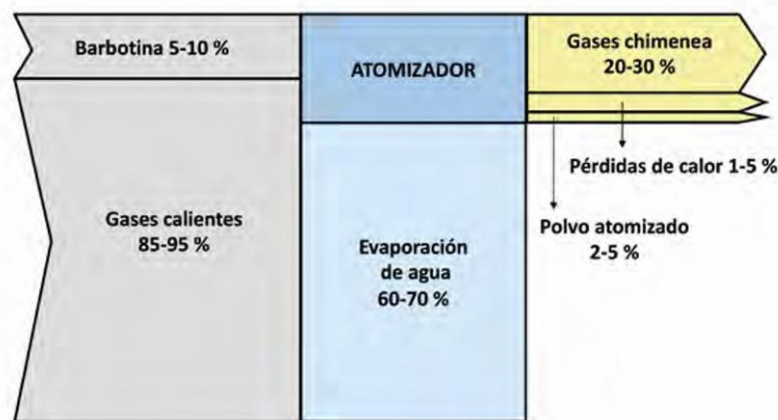 Barbotina 5-10 %
ATOMIZADOR
Gases chimenea
20-30 %
Pérdidas de calor 1-5 %
Gases calientes
85-95 %
Evaporación
de agua
60-70 %
Polvo atomizado
2-5 %